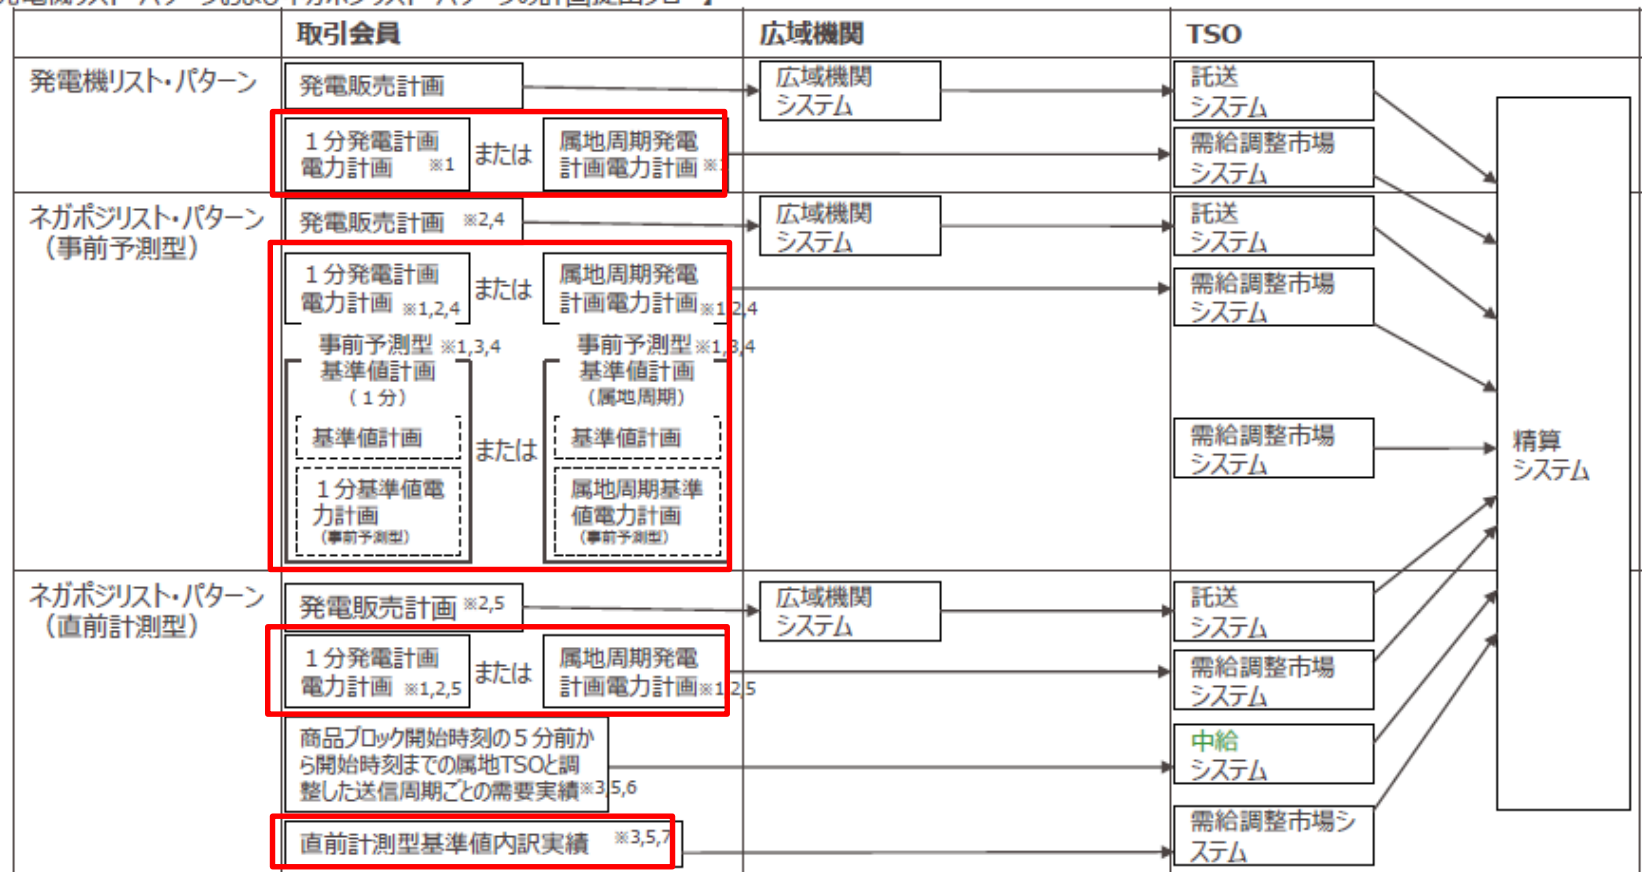 取引会員
広域機関
TSO
発電機リスト・パターン
発電販売計画
広域機関
システム
託送
システム
１分発電計画
電力計画 ※1
または
属地周期発電
計画電力計画 ※1
需給調整市場
システム
ネガポジリスト・パターン
（事前予測型）
発電販売計画 ※2,4
広域機関
システム
託送
システム
１分発電計画
電力計画 ※1,2,4
または
属地周期発電
計画電力計画※1,2,4
需給調整市場
システム
事前予測型 ※1,3,4
基準値計画
（１分）
基準値計画
１分基準値電
力計画
（事前予測型）
または
事前予測型※1,3,4
基準値計画
（属地周期）
基準値計画
属地周期基準
値電力計画
（事前予測型）
需給調整市場
システム
精算
システム
ネガポジリスト・パターン
（直前計測型）
発電販売計画 ※2,5
広域機関
システム
託送
システム
１分発電計画
電力計画 ※1,2,5
または
属地周期発電
計画電力計画※1,2,5
需給調整市場
システム
商品ブロック開始時刻の５分前か
ら開始時刻までの属地TSOと調
整した送信周期ごとの需要実績※3,5,6
中給
システム
直前計測型基準値内訳実績 ※3,5,7
需給調整市場シ
ステム